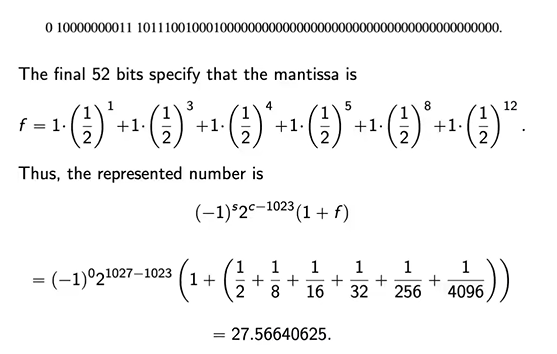 0 10000000011 1011100100010000000000000000000000000000000000000000.
The final 52 bits specify that the mantissa is
f = 1·(1/2)^1 + 1·(1/2)^3 + 1·(1/2)^4 + 1·(1/2)^5 + 1·(1/2)^8 + 1·(1/2)^12.
Thus, the represented number is
(−1)^s 2^(c−1023) (1 + f)
= (−1)^0 2^(1027−1023) (1 + (1/2 + 1/8 + 1/16 + 1/32 + 1/256 + 1/4096))
= 27.56640625.